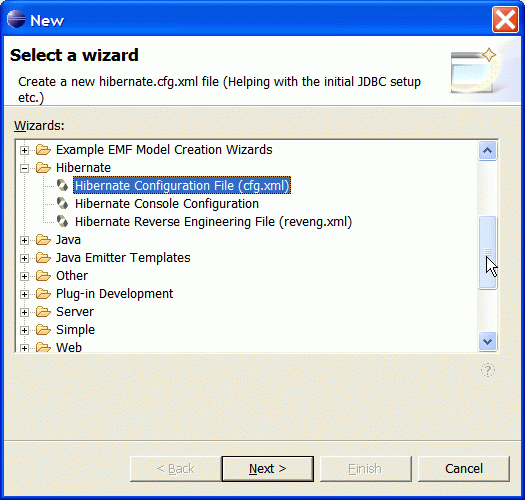 New
Select a wizard
Create a new hibernate.cfg.xml file (Helping with the initial JDBC setup
etc.)
Wizards:
Example EMF Model Creation Wizards
Hibernate
Hibernate Configuration File (cfg.xml)
Hibernate Console Configuration
Hibernate Reverse Engineering File (reveng.xml)
Java
Java Emitter Templates
Other
Plug-in Development
Server
Simple
Web
?
< Back Next > Finish Cancel